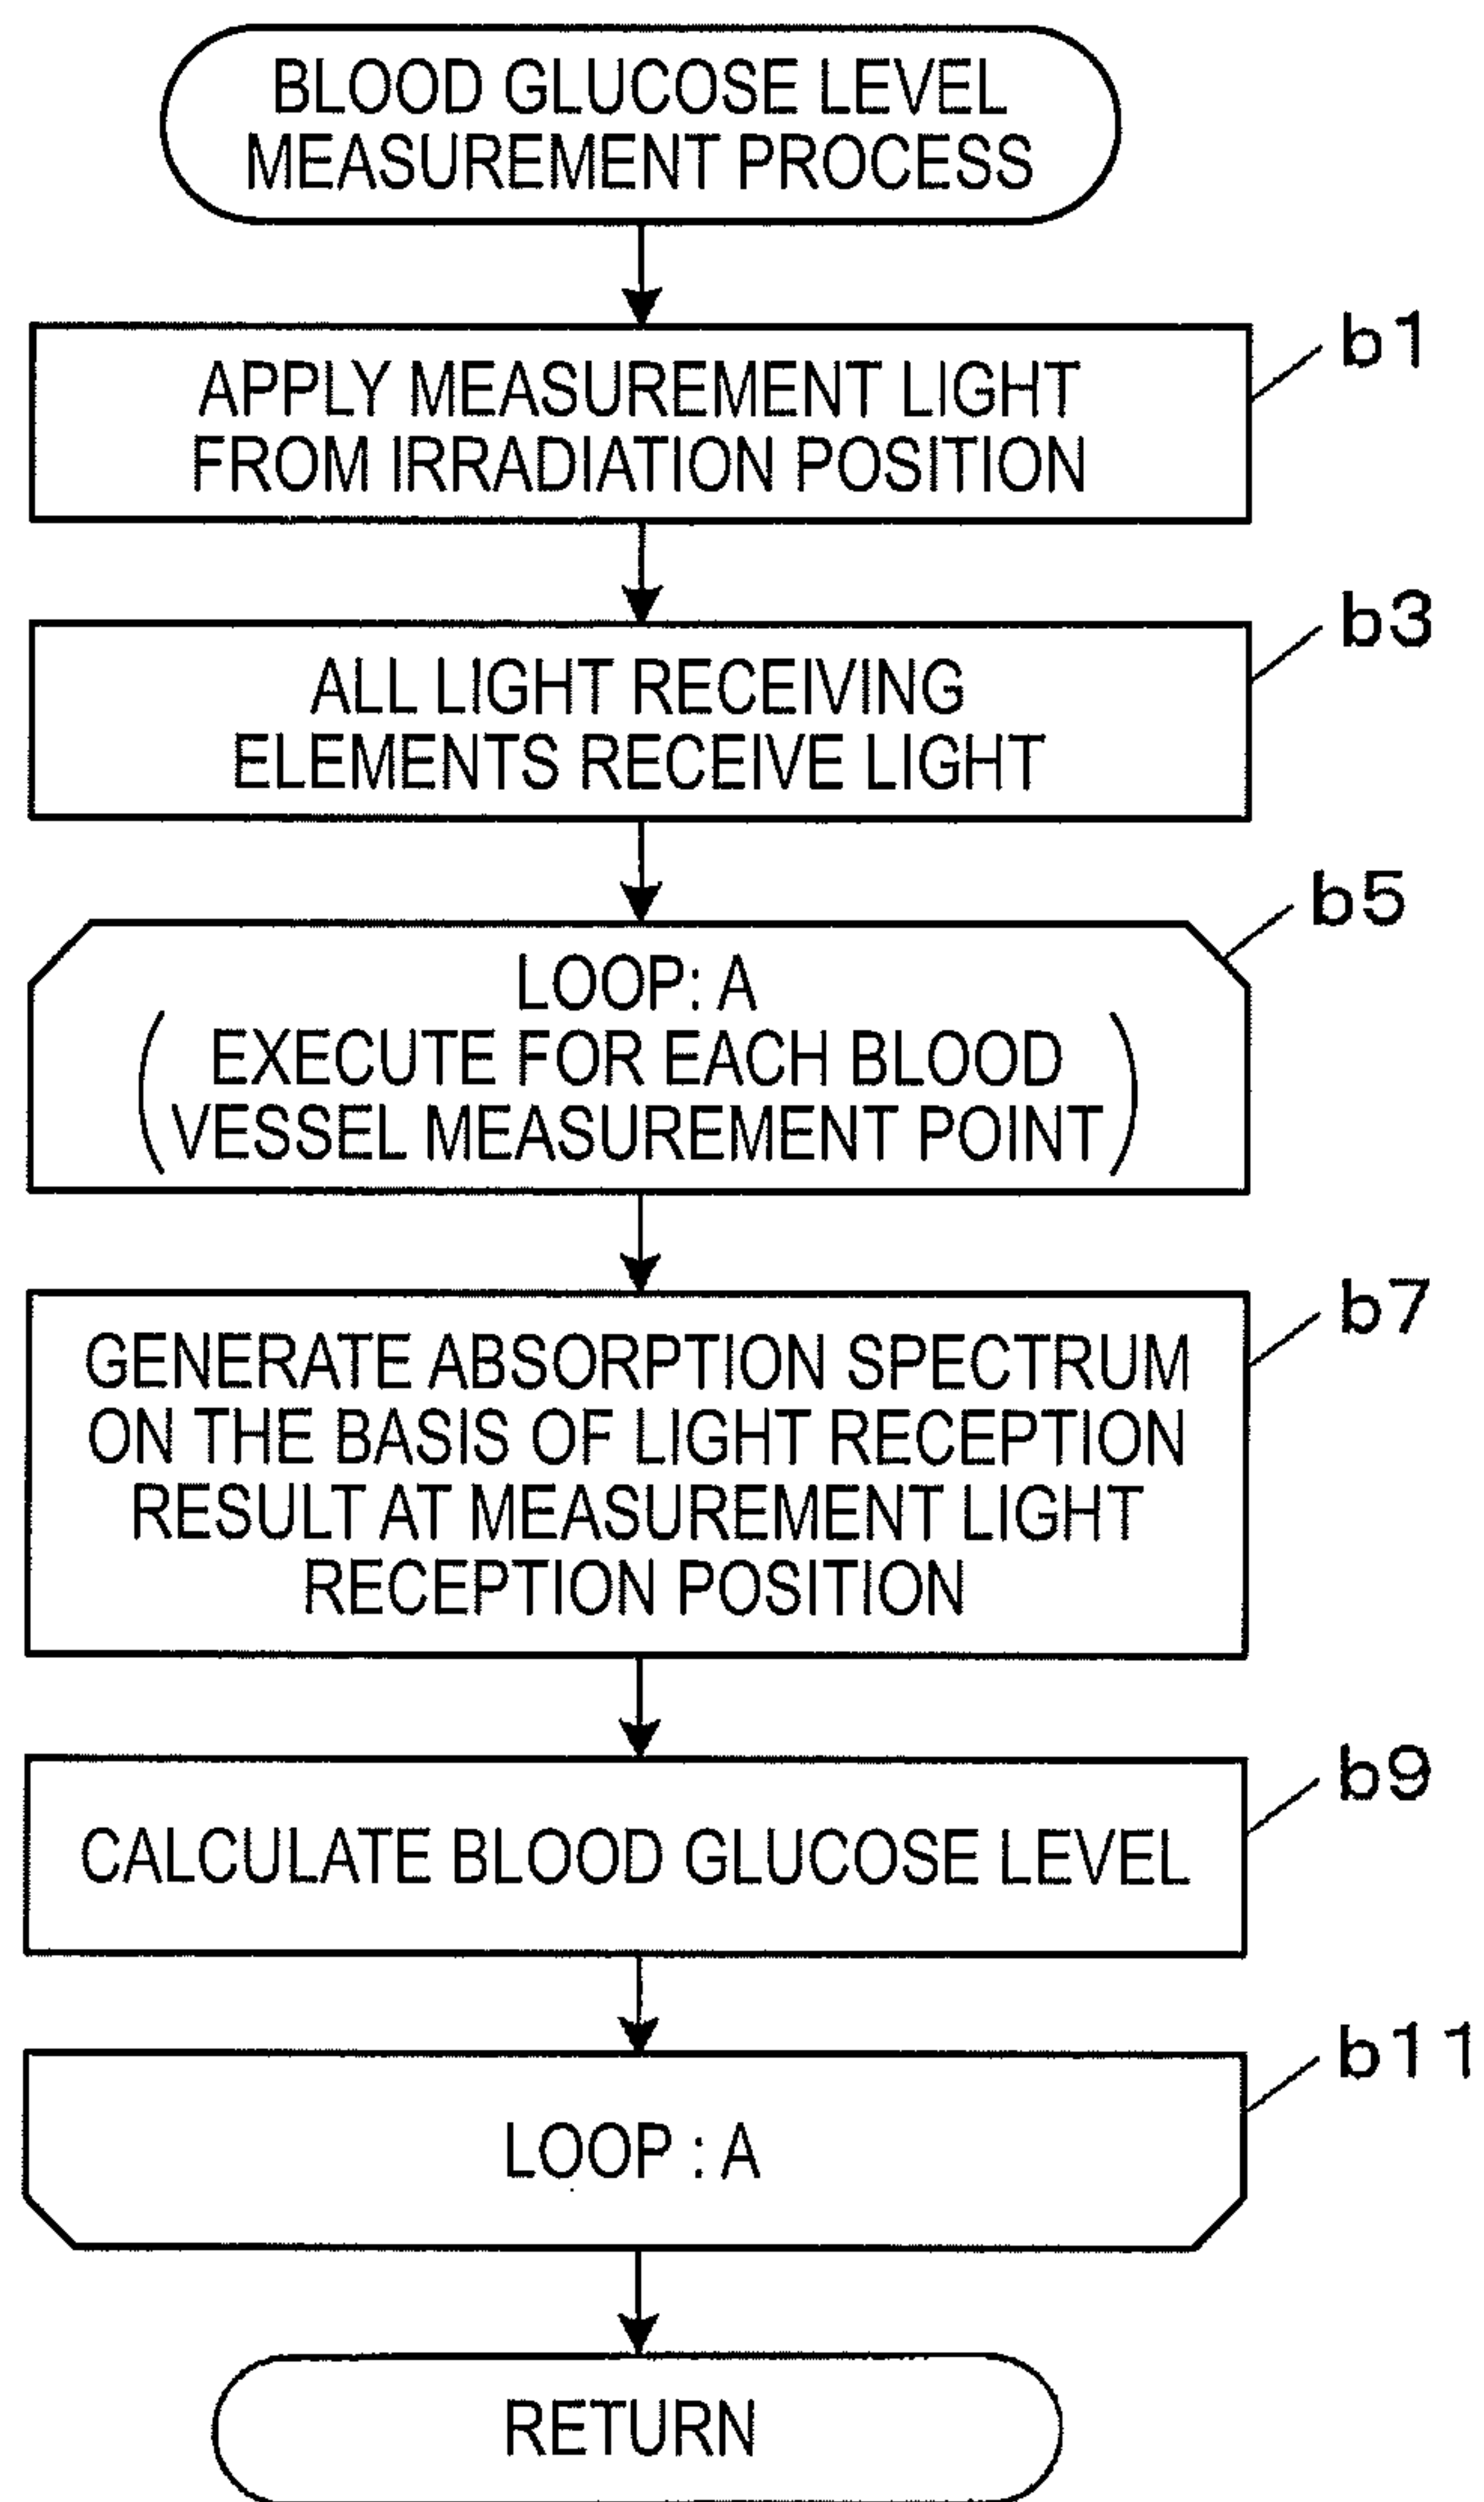 BLOOD GLUCOSE LEVEL
MEASUREMENT PROCESS
b1
APPLY MEASUREMENT LIGHT
FROM IRRADIATION POSITION
b3
ALL LIGHT RECEIVING
ELEMENTS RECEIVE LIGHT
b5
LOOP: A
(EXECUTE FOR EACH BLOOD
VESSEL MEASUREMENT POINT)
b7
GENERATE ABSORPTION SPECTRUM
ON THE BASIS OF LIGHT RECEPTION
RESULT AT MEASUREMENT LIGHT
RECEPTION POSITION
b9
CALCULATE BLOOD GLUCOSE LEVEL
b11
LOOP : A
RETURN